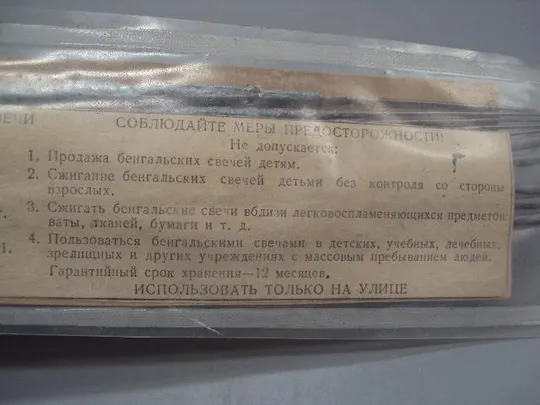 ЕЧИ СОБЛЮДАЙТЕ МЕРЫ ПРЕДОСТОРОЖНОСТИ!
Не допускается:
1. Продажа бенгальских свечей детям.
2. Сжигание бенгальских свечей детьми без контроля со стороны
взрослых.
3. Сжигать бенгальские свечи вблизи легковоспламеняющихся предметов:
ваты, тканей, бумаги и т. д.
4. Пользоваться бенгальскими свечами в детских, учебных, лечебных,
зрелищных и других учреждениях с массовым пребыванием людей.
Гарантийный срок хранения—12 месяцев.
ИСПОЛЬЗОВАТЬ ТОЛЬКО НА УЛИЦЕ